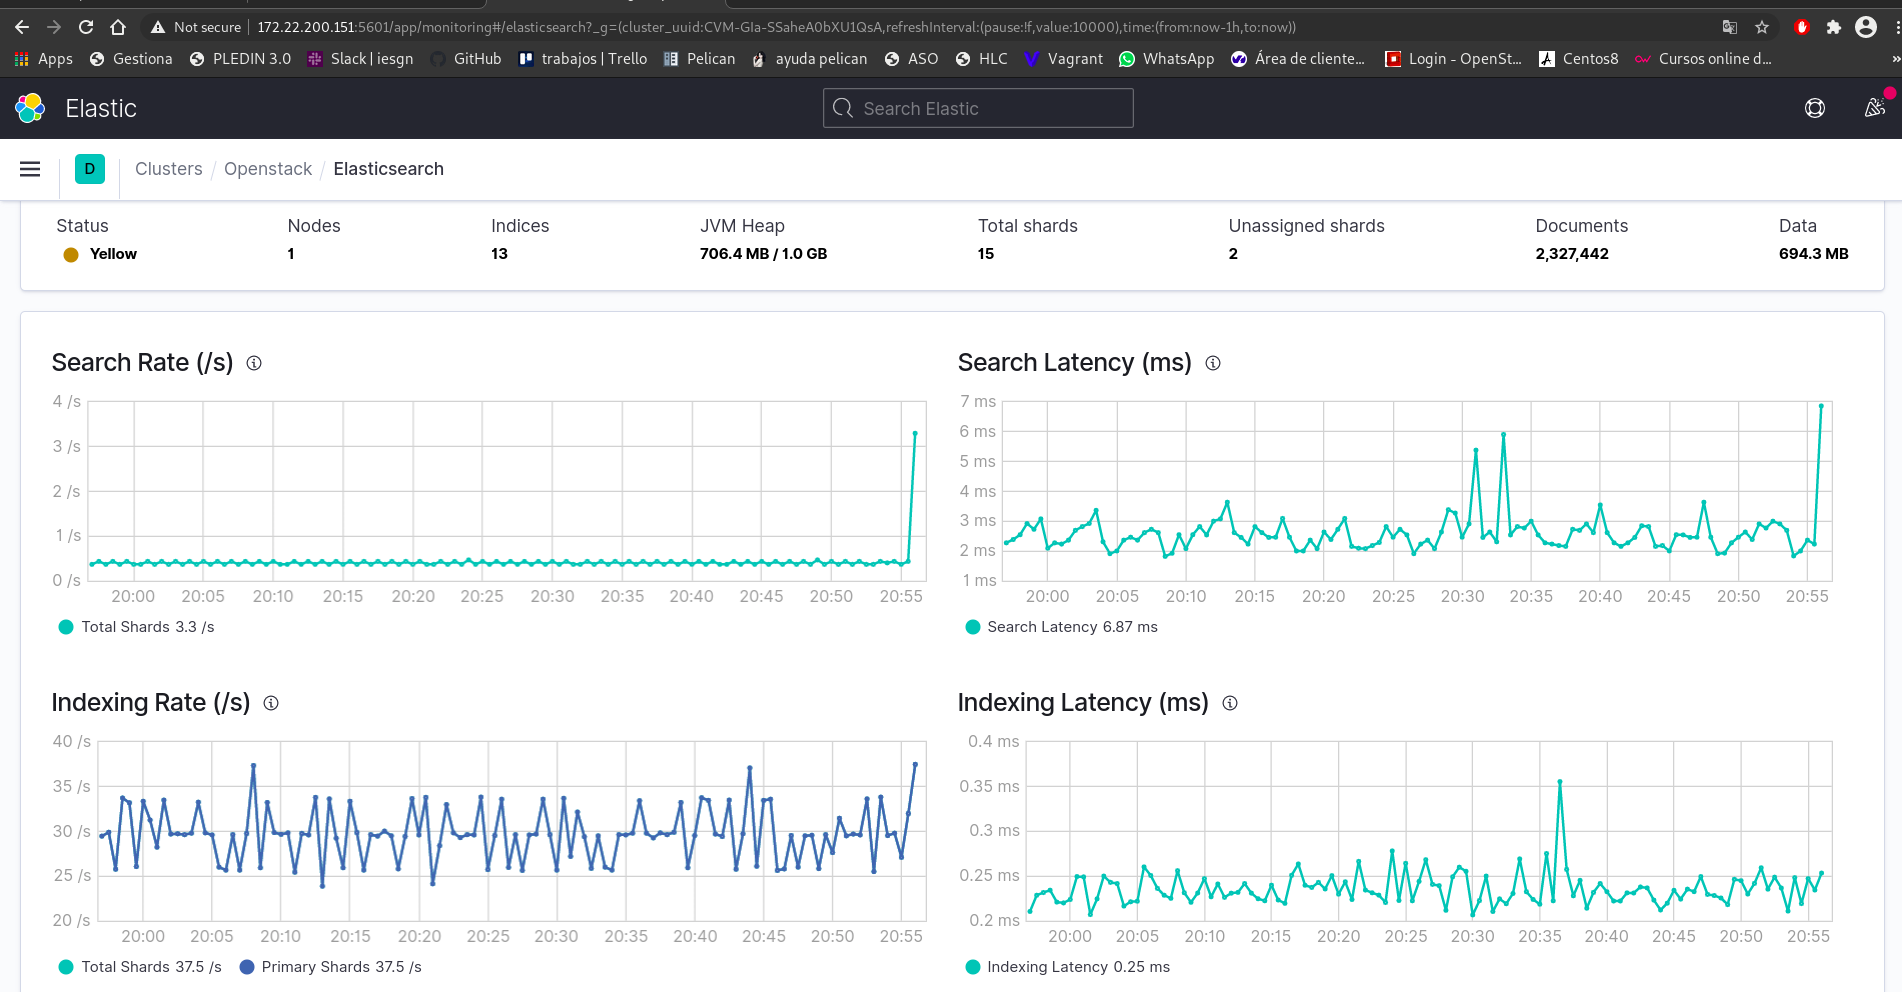 Not secure 172.22.200.151:5601/app/monitoring#/elasticsearch?_g=(cluster_uuid:CVM-GIa-SSaheA0bXU1QsA,refreshInterval:(pause:!f,value:10000),time:(from:now-1h,to:now))
Apps Gestiona PLEDIN 3.0 Slack | iesgn GitHub trabajos | Trello Pelican ayuda pelican ASO HLC Vagrant WhatsApp Área de cliente... Login - OpenSt... Centos8 Cursos online d... »
Elastic Search Elastic
D Clusters / Openstack / Elasticsearch
Status Nodes Indices JVM Heap Total shards Unassigned shards Documents Data
Yellow 1 13 706.4 MB / 1.0 GB 15 2 2,327,442 694.3 MB
Search Rate (/s)
4 /s
3 /s
2 /s
1 /s
0 /s
20:00 20:05 20:10 20:15 20:20 20:25 20:30 20:35 20:40 20:45 20:50 20:55
Total Shards 3.3 /s
Search Latency (ms)
7 ms
6 ms
5 ms
4 ms
3 ms
2 ms
1 ms
20:00 20:05 20:10 20:15 20:20 20:25 20:30 20:35 20:40 20:45 20:50 20:55
Search Latency 6.87 ms
Indexing Rate (/s)
40 /s
35 /s
30 /s
25 /s
20 /s
20:00 20:05 20:10 20:15 20:20 20:25 20:30 20:35 20:40 20:45 20:50 20:55
Total Shards 37.5 /s Primary Shards 37.5 /s
Indexing Latency (ms)
0.4 ms
0.35 ms
0.3 ms
0.25 ms
0.2 ms
20:00 20:05 20:10 20:15 20:20 20:25 20:30 20:35 20:40 20:45 20:50 20:55
Indexing Latency 0.25 ms